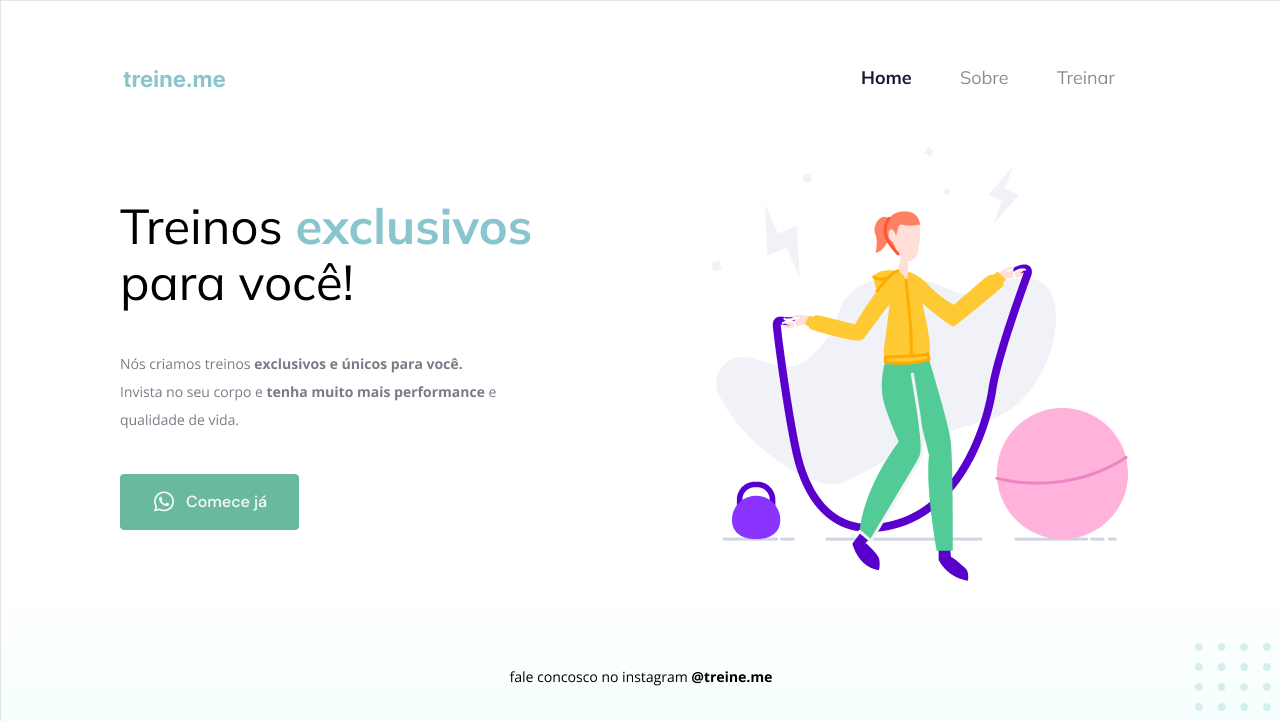 treine.me
Home Sobre Treinar
Treinos exclusivos
para você!
Nós criamos treinos exclusivos e únicos para você.
Invista no seu corpo e tenha muito mais performance e
qualidade de vida.
Comece já
fale concosco no instagram @treine.me